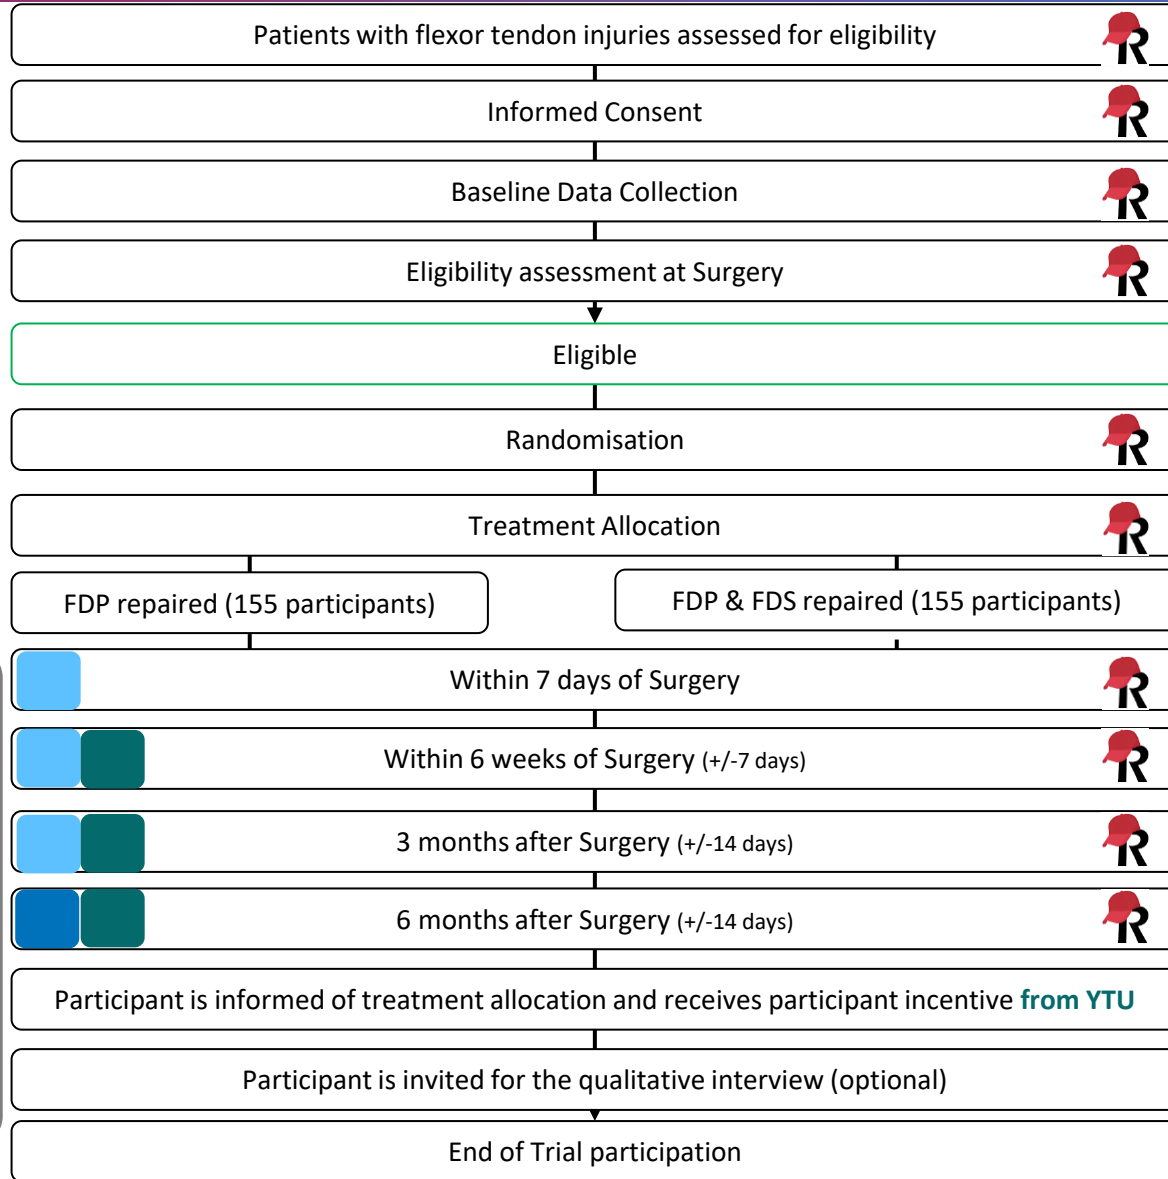 Patients with flexor tendon injuries assessed for eligibility
R
Informed Consent
R
Baseline Data Collection
R
Eligibility assessment at Surgery
R
Eligible
Randomisation
R
Treatment Allocation
R
FDP repaired (155 participants)
FDP & FDS repaired (155 participants)
Within 7 days of Surgery
R
Within 6 weeks of Surgery (+/-7 days)
R
3 months after Surgery (+/-14 days)
R
6 months after Surgery (+/-14 days)
R
Participant is informed of treatment allocation and receives participant incentive from YTU
Participant is invited for the qualitative interview (optional)
End of Trial participation